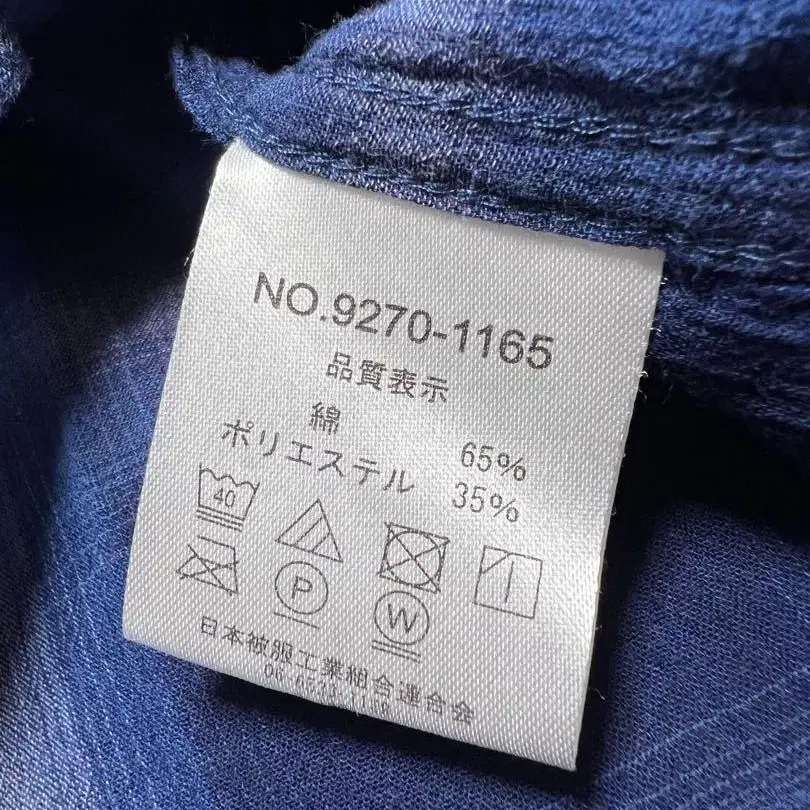 NO.9270-1165
品質表示
綿 65%
ポリエステル 35%
40
P
W
日本被服工業組合連合会